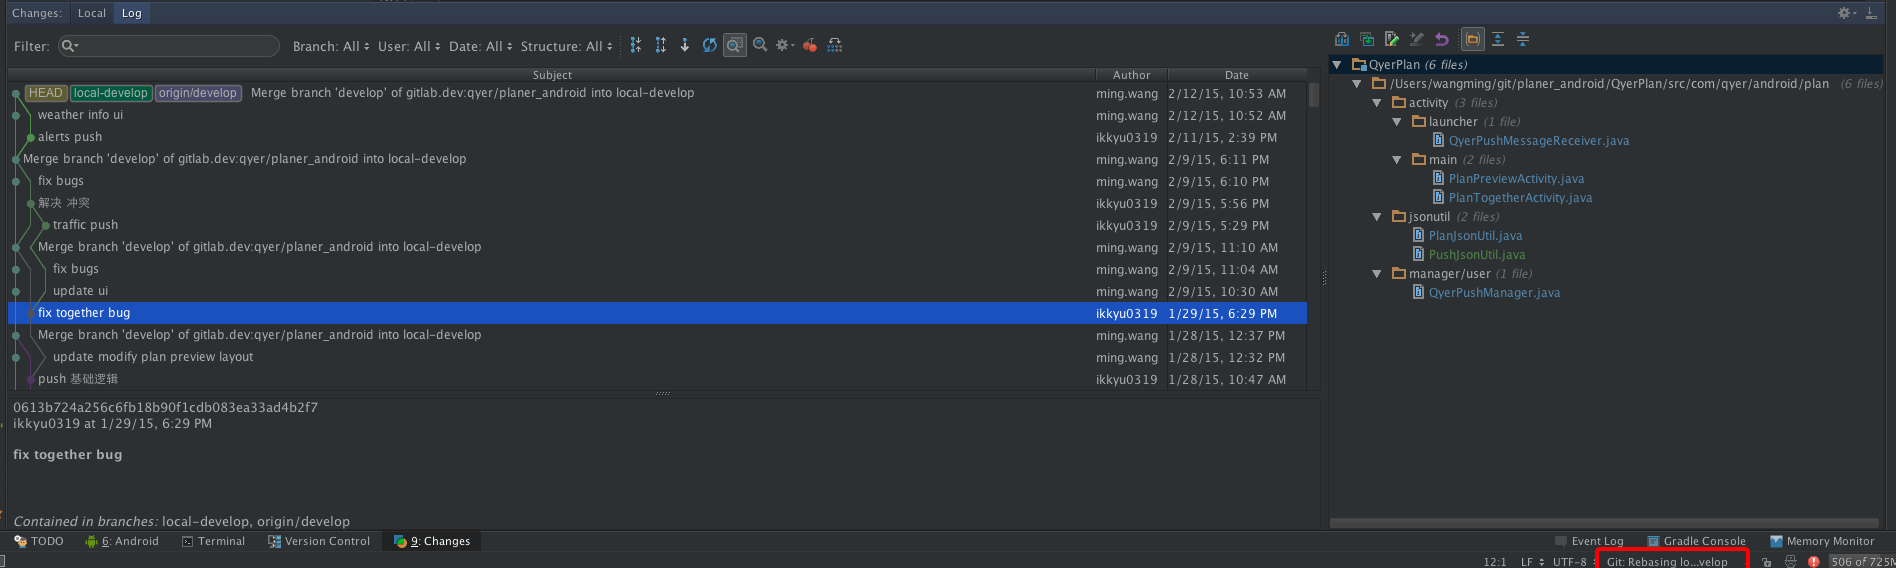 Changes: Local Log
Filter: Branch: All User: All Date: All Structure: All
Subject Author Date
HEAD local-develop origin/develop Merge branch 'develop' of gitlab.dev:qyer/planer_android into local-develop ming.wang 2/12/15, 10:53 AM
weather info ui ming.wang 2/12/15, 10:52 AM
alerts push ikkyu0319 2/11/15, 2:39 PM
Merge branch 'develop' of gitlab.dev:qyer/planer_android into local-develop ming.wang 2/9/15, 6:11 PM
fix bugs ming.wang 2/9/15, 6:10 PM
解决 冲突 ikkyu0319 2/9/15, 5:56 PM
traffic push ikkyu0319 2/9/15, 5:29 PM
Merge branch 'develop' of gitlab.dev:qyer/planer_android into local-develop ming.wang 2/9/15, 11:10 AM
fix bugs ming.wang 2/9/15, 11:04 AM
update ui ming.wang 2/9/15, 10:30 AM
fix together bug ikkyu0319 1/29/15, 6:29 PM
Merge branch 'develop' of gitlab.dev:qyer/planer_android into local-develop ming.wang 1/28/15, 12:37 PM
update modify plan preview layout ming.wang 1/28/15, 12:32 PM
push 基础逻辑 ikkyu0319 1/28/15, 10:47 AM
0613b724a256c6fb18b90f1cdb083ea33ad4b2f7
ikkyu0319 at 1/29/15, 6:29 PM
fix together bug
Contained in branches: local-develop, origin/develop
QyerPlan (6 files)
/Users/wangming/git/planer_android/QyerPlan/src/com/qyer/android/plan (6 files)
activity (3 files)
launcher (1 file)
QyerPushMessageReceiver.java
main (2 files)
PlanPreviewActivity.java
PlanTogetherActivity.java
jsonutil (2 files)
PlanJsonUtil.java
PushJsonUtil.java
manager/user (1 file)
QyerPushManager.java
TODO 6: Android Terminal Version Control 9: Changes Event Log Gradle Console Memory Monitor
12:1 LF UTF-8 Git: Rebasing lo...velop 506 of 725M